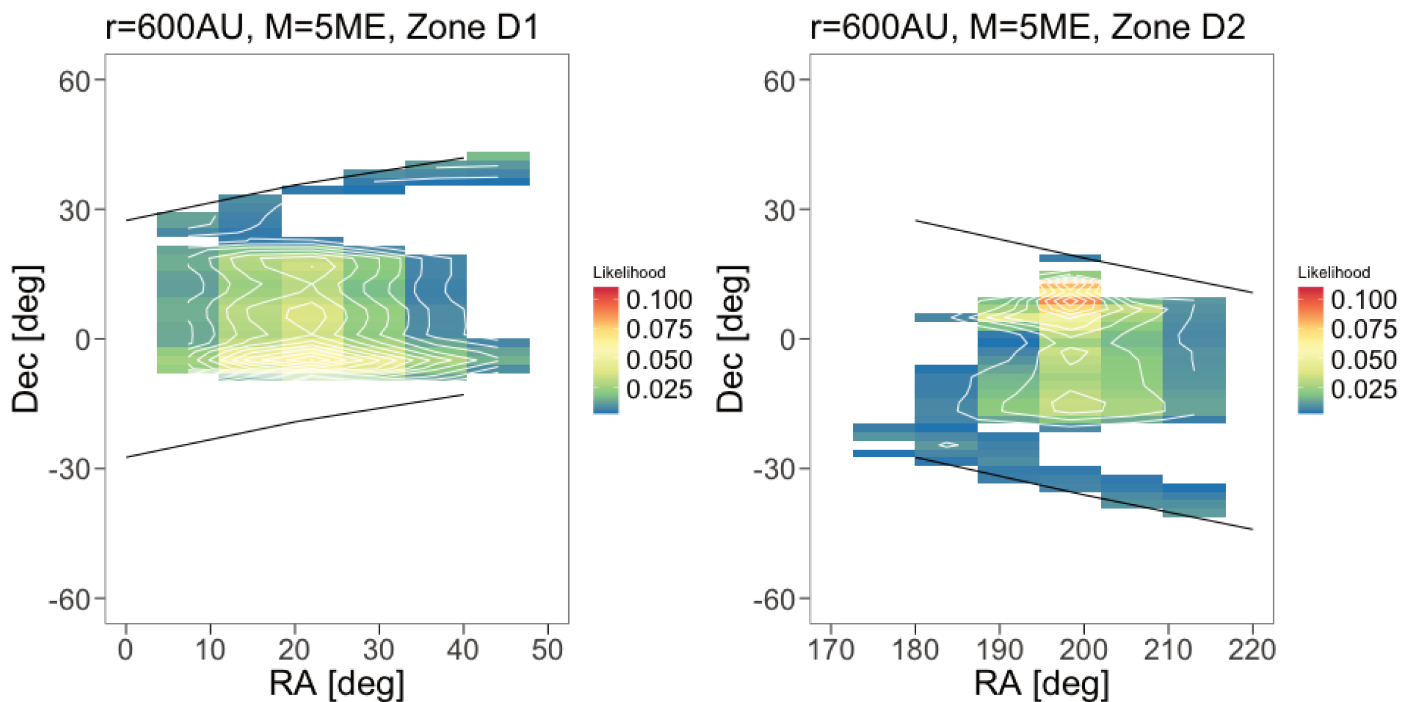 r=600AU, M=5ME, Zone D1
60
30
0
-30
-60
Dec [deg]
0 10 20 30 40 50
RA [deg]
Likelihood
0.100
0.075
0.050
0.025
r=600AU, M=5ME, Zone D2
60
30
0
-30
-60
Dec [deg]
170 180 190 200 210 220
RA [deg]
Likelihood
0.100
0.075
0.050
0.025